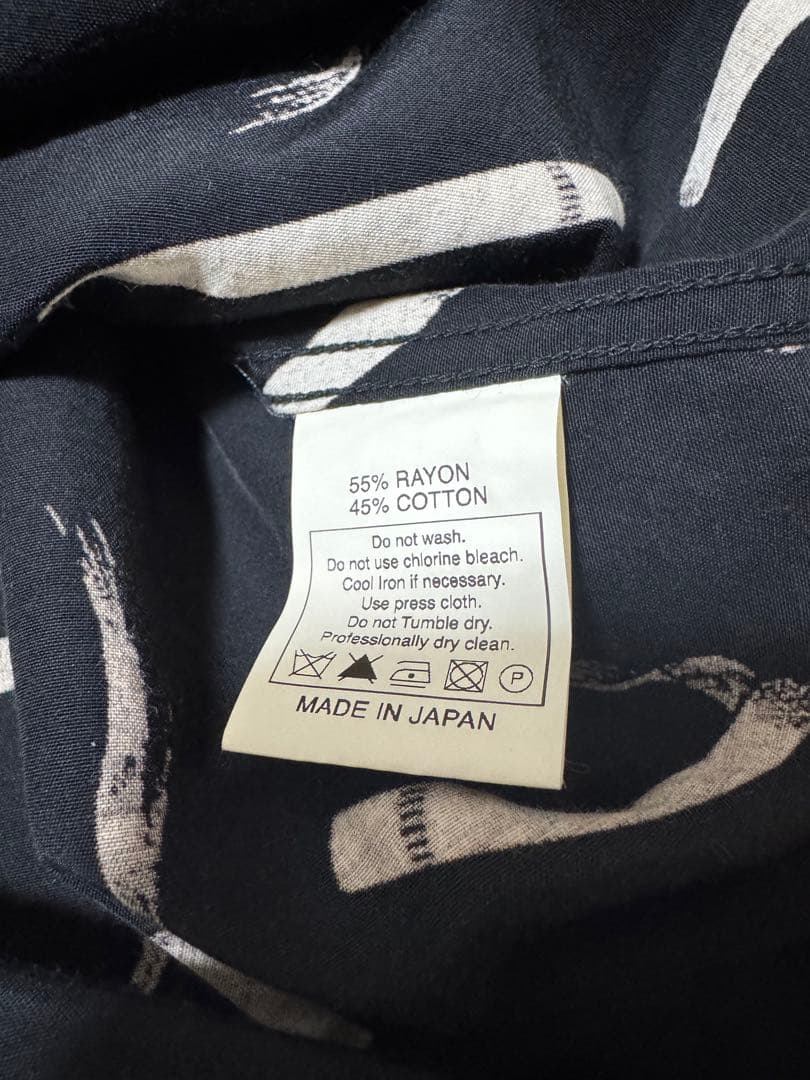 55% RAYON
45% COTTON
Do not wash.
Do not use chlorine bleach.
Cool Iron if necessary.
Use press cloth.
Do not Tumble dry.
Professionally dry clean.
P
MADE IN JAPAN